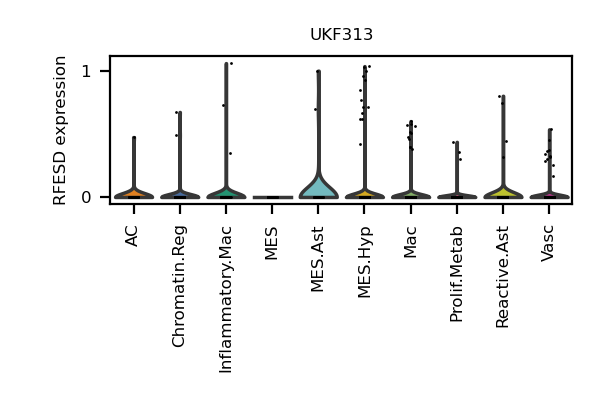 UKF313
RFESD expression
1
0
AC
Chromatin.Reg
Inflammatory.Mac
MES
MES.Ast
MES.Hyp
Mac
Prolif.Metab
Reactive.Ast
Vasc